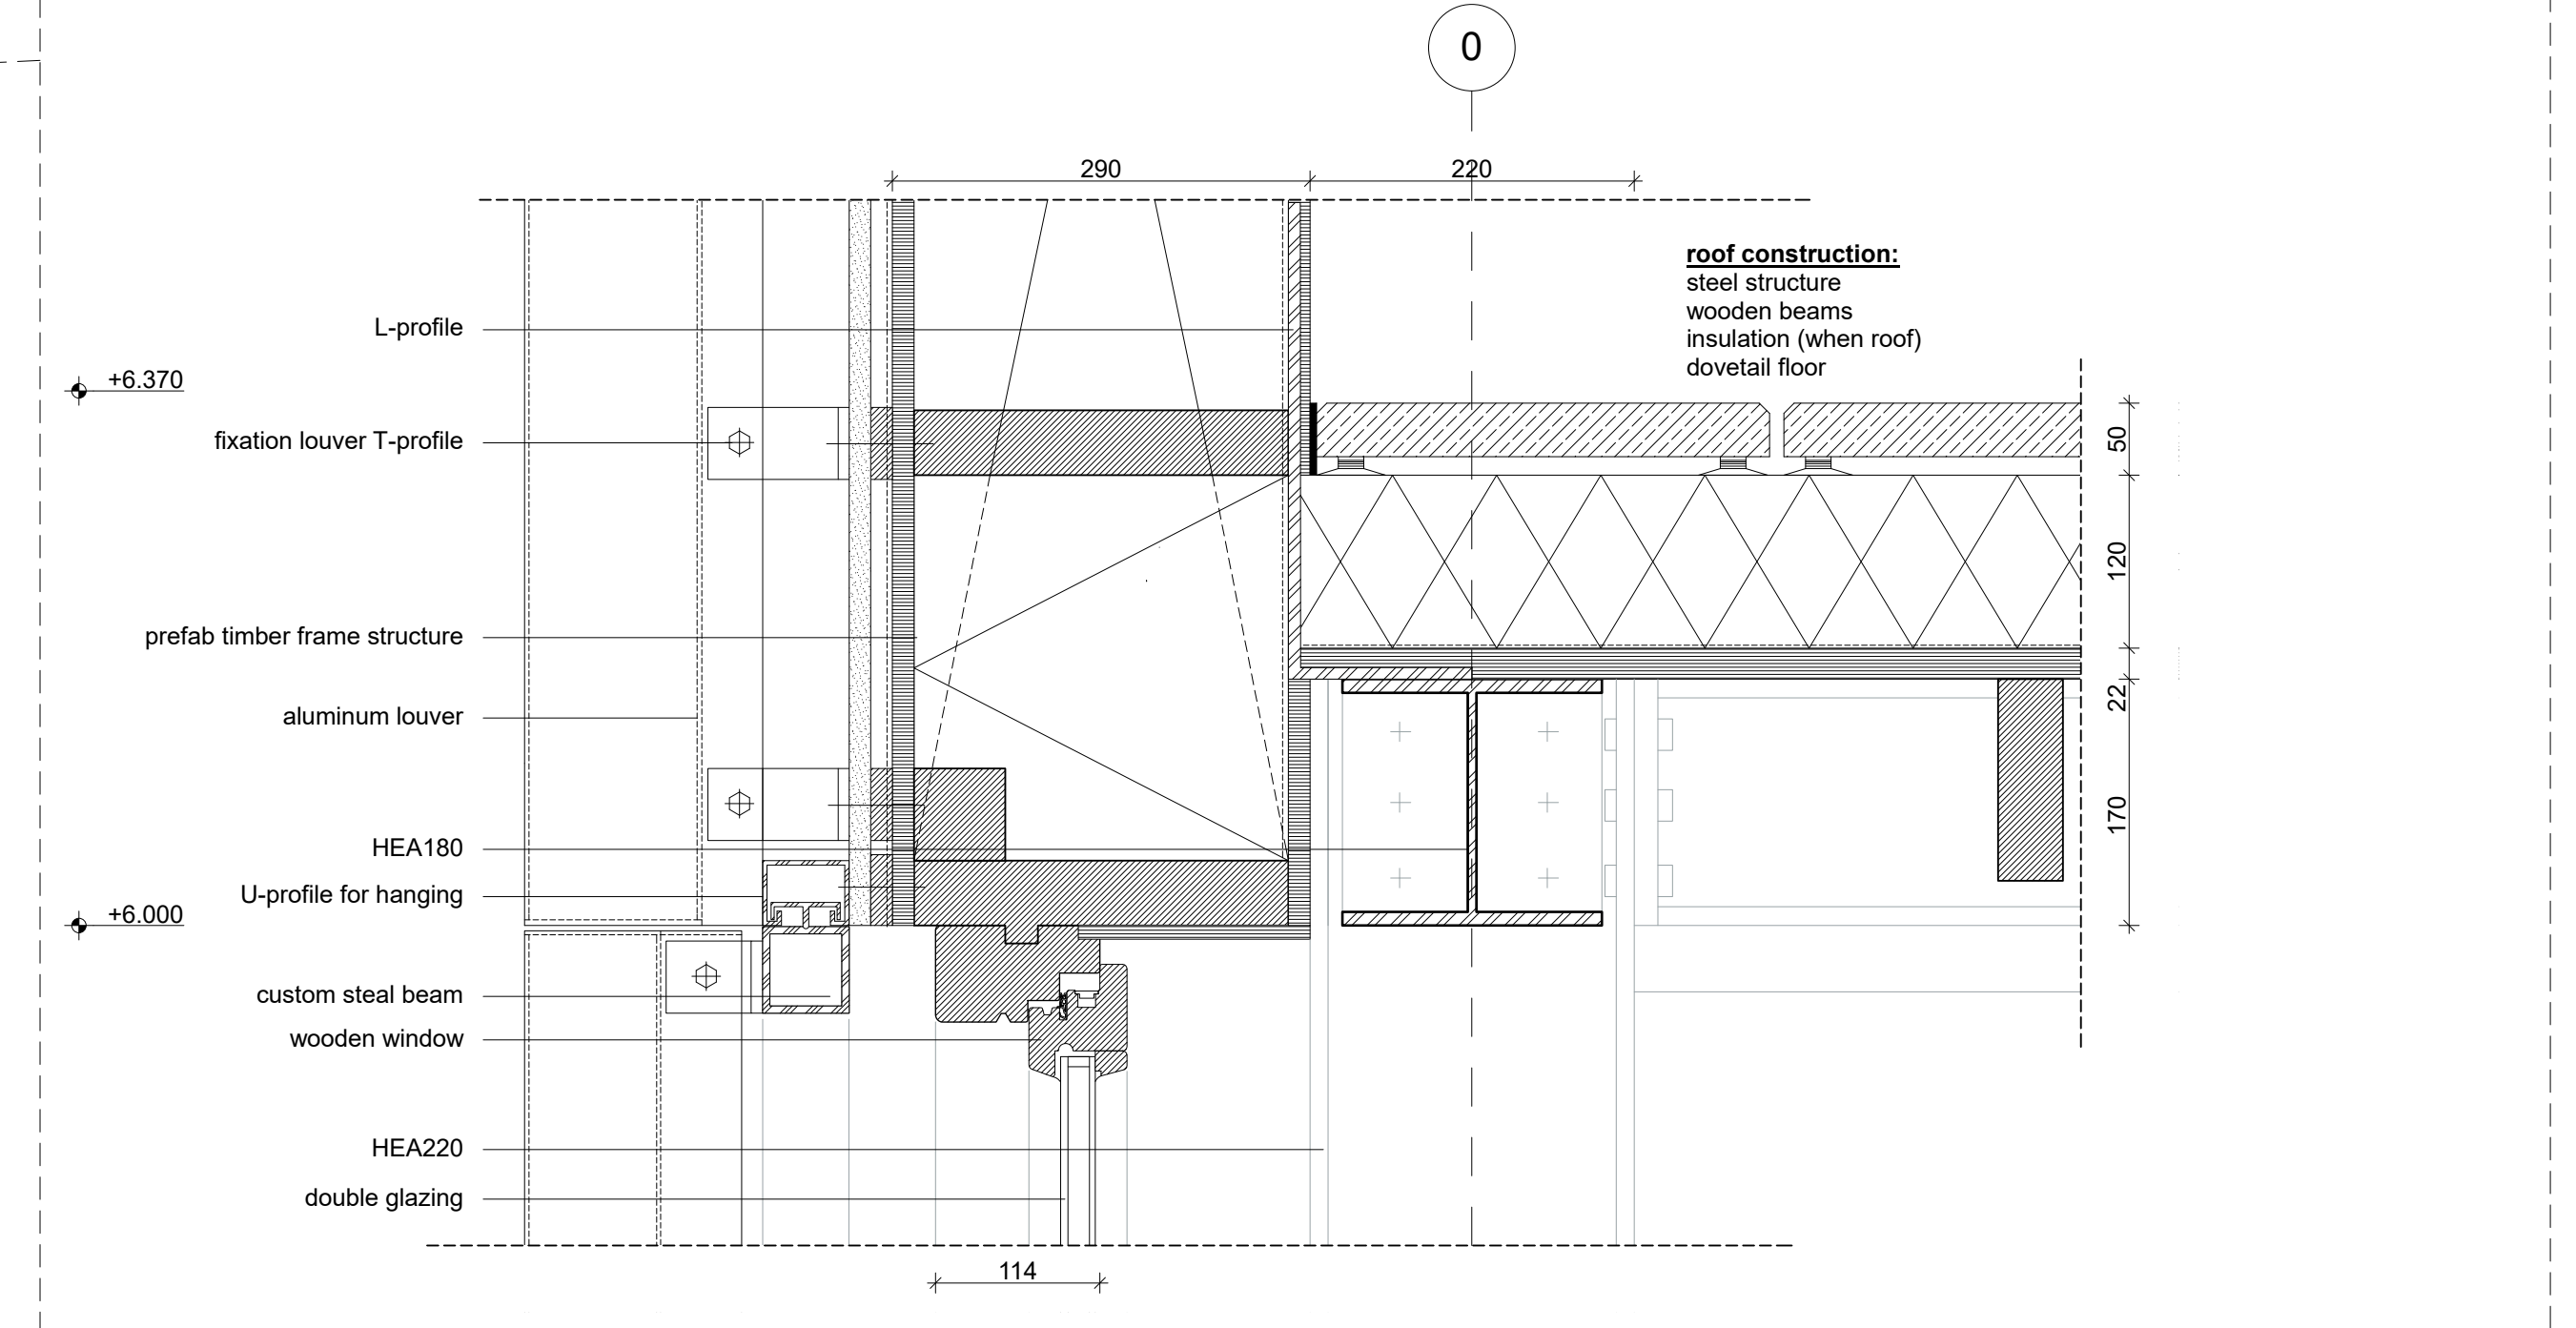 0
290
220
roof construction:
steel structure
wooden beams
insulation (when roof)
dovetail floor
L-profile
+6.370
fixation louver T-profile
50
120
prefab timber frame structure
aluminum louver
22
170
HEA180
U-profile for hanging
+6.000
custom steal beam
wooden window
HEA220
double glazing
114